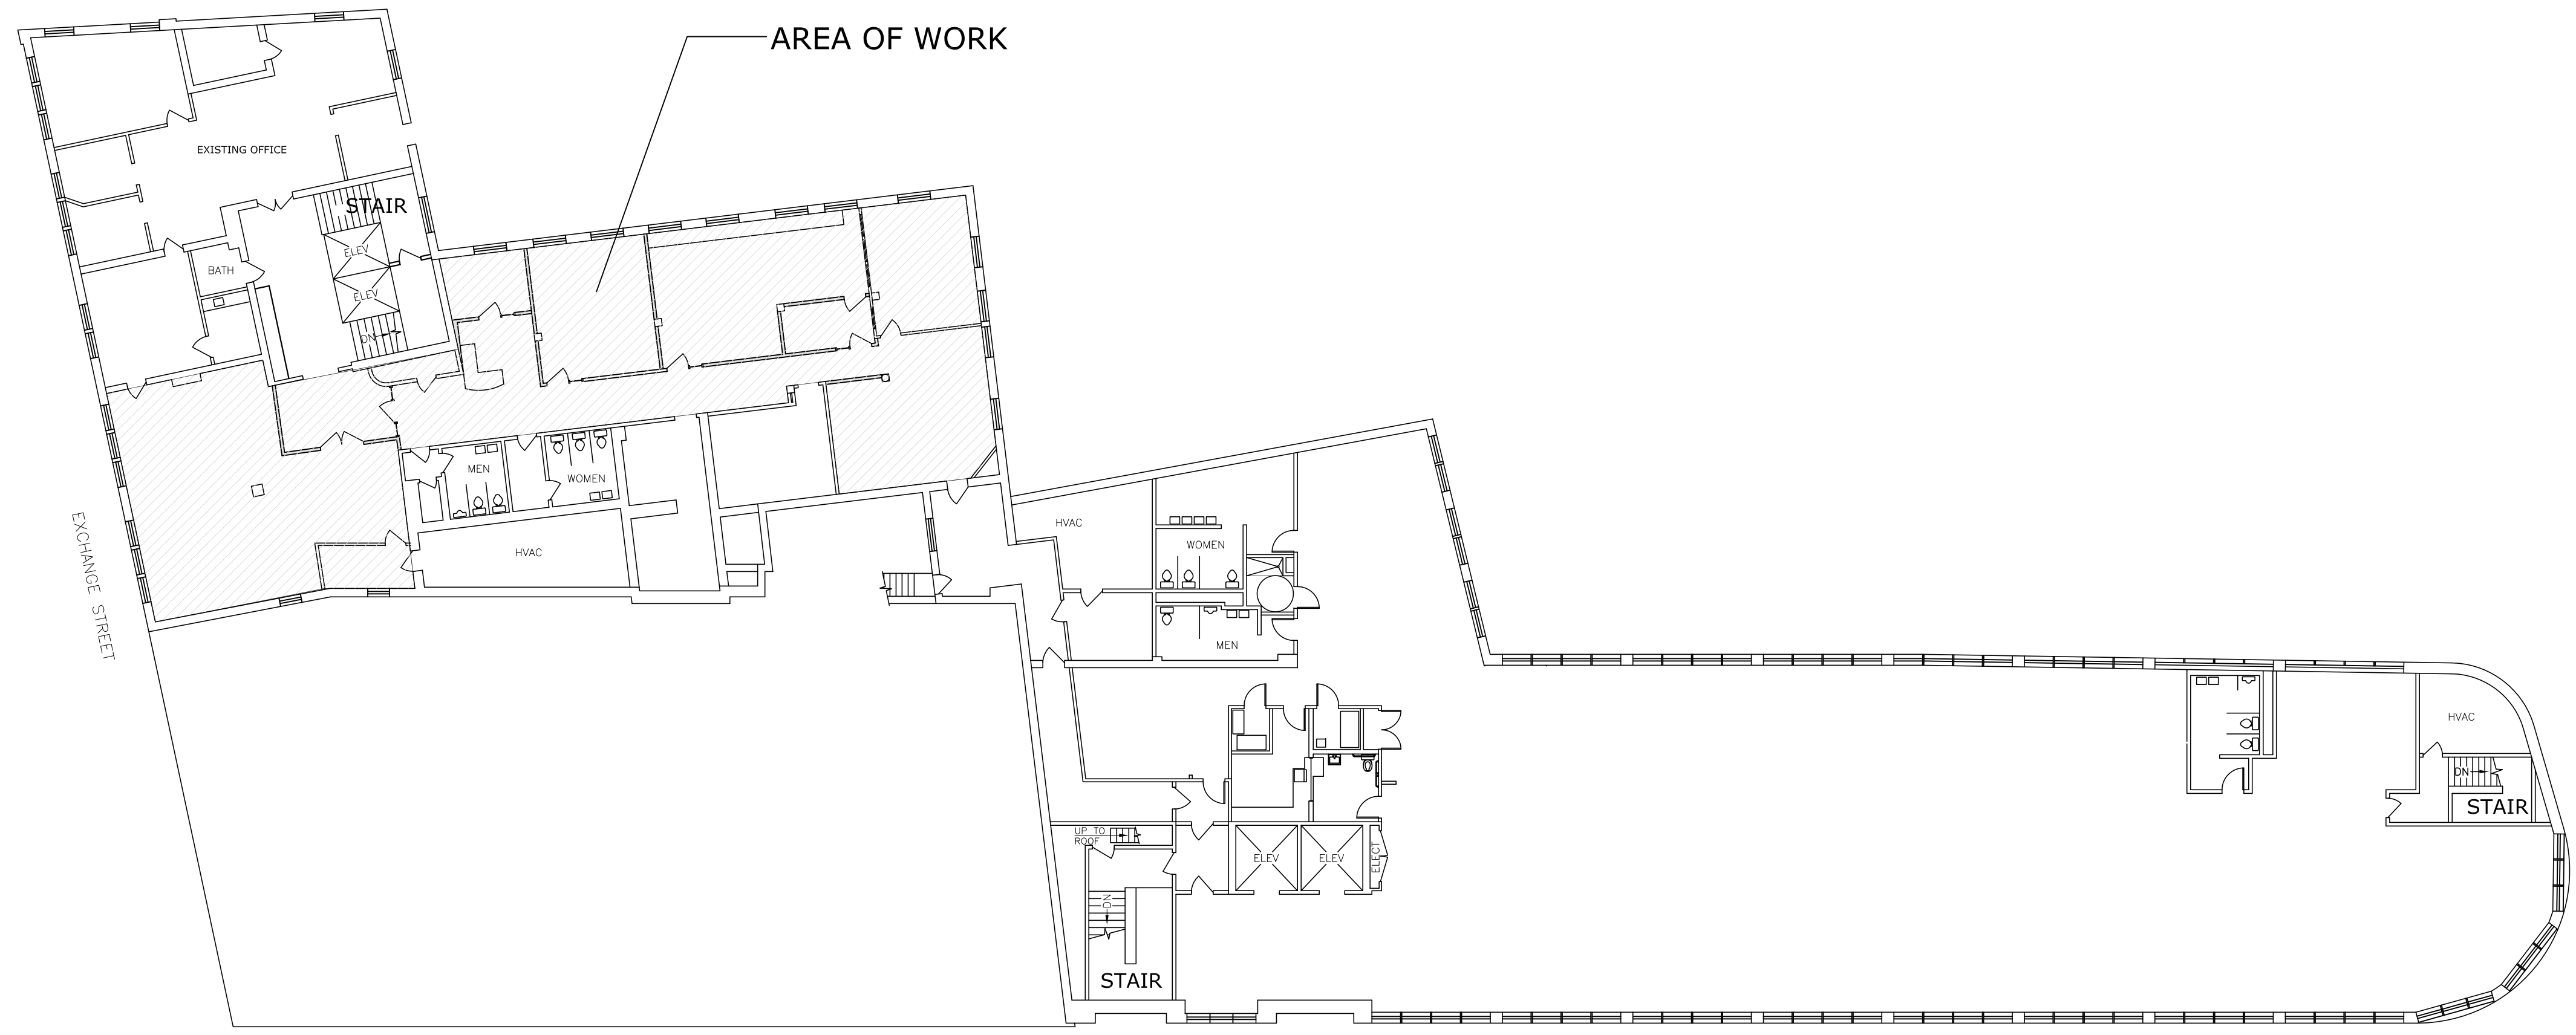 AREA OF WORK
EXISTING OFFICE
STAIR
ELEV
BATH
ELEV
DN
MEN
WOMEN
EXCHANGE STREET
HVAC
HVAC
WOMEN
MEN
HVAC
DN
STAIR
UP TO
ROOF
ELEV
ELEV
ELECT
DN
STAIR